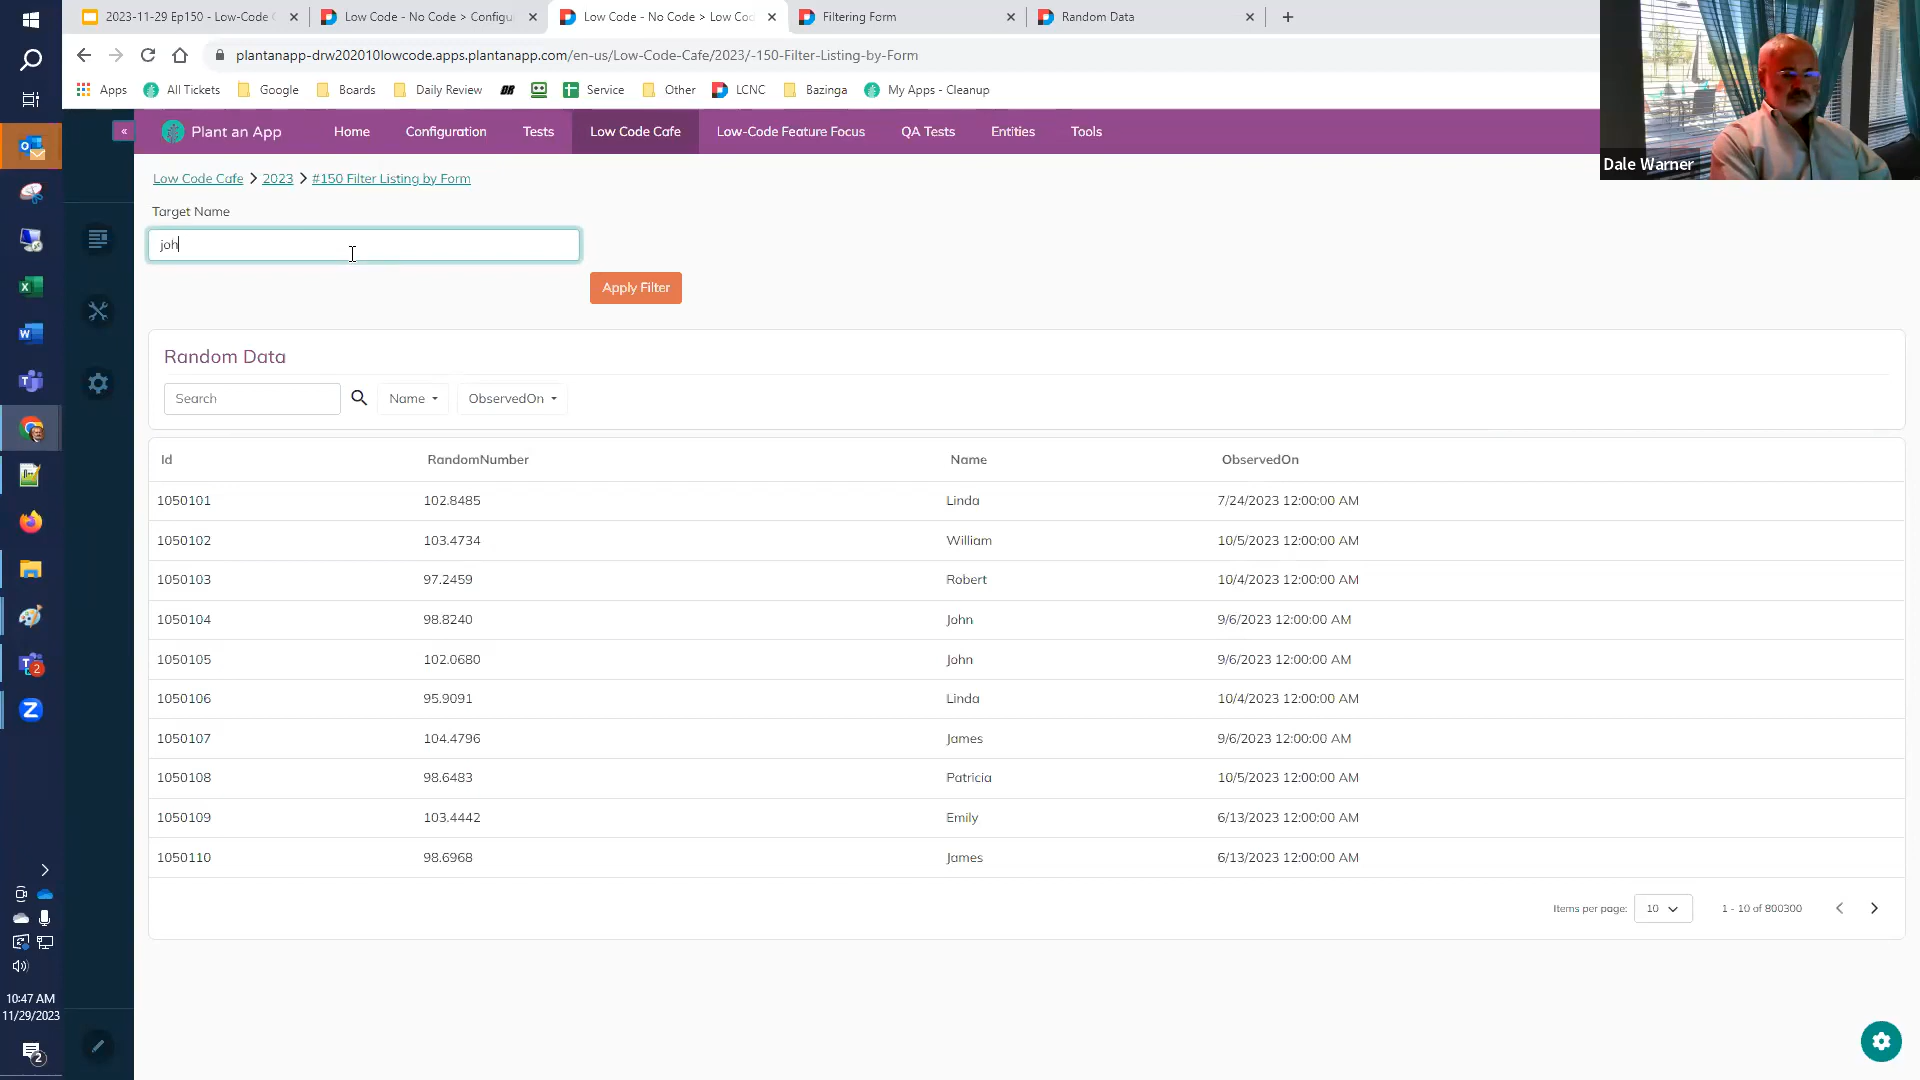 2023-11-29 Ep150 - Low-Code C
Low Code - No Code > Configu
Low Code - No Code > Low Co
Filtering Form
Random Data
plantanapp-drw202010lowcode.apps.plantanapp.com/en-us/Low-Code-Cafe/2023/-150-Filter-Listing-by-Form
Apps
All Tickets
Google
Boards
Daily Review
Service
Other
LCNC
Bazinga
My Apps - Cleanup
Plant an App
Home
Configuration
Tests
Low Code Cafe
Low-Code Feature Focus
QA Tests
Entities
Tools
Dale Warner
Low Code Cafe > 2023 > #150 Filter Listing by Form
Target Name
joh
Apply Filter
Random Data
Search
Name
ObservedOn
Id RandomNumber Name ObservedOn
1050101 102.8485 Linda 7/24/2023 12:00:00 AM
1050102 103.4734 William 10/5/2023 12:00:00 AM
1050103 97.2459 Robert 10/4/2023 12:00:00 AM
1050104 98.8240 John 9/6/2023 12:00:00 AM
1050105 102.0680 John 9/6/2023 12:00:00 AM
1050106 95.9091 Linda 10/4/2023 12:00:00 AM
1050107 104.4796 James 9/6/2023 12:00:00 AM
1050108 98.6483 Patricia 10/5/2023 12:00:00 AM
1050109 103.4442 Emily 6/13/2023 12:00:00 AM
1050110 98.6968 James 6/13/2023 12:00:00 AM
Items per page: 10 1 - 10 of 800300
10:47 AM
11/29/2023
2
2